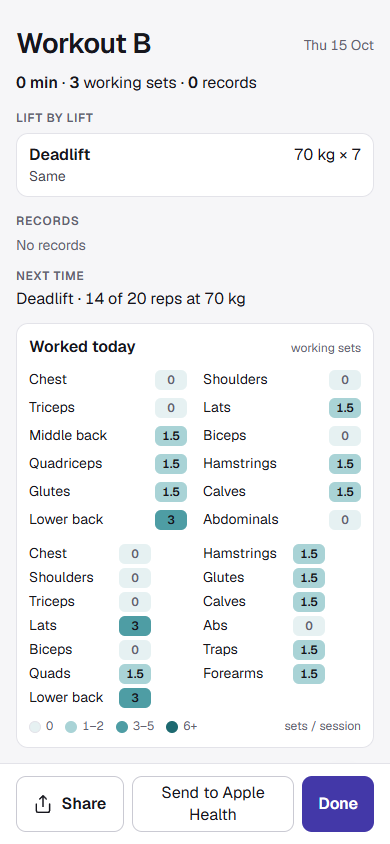 Workout B
Thu 15 Oct
0 min · 3 working sets · 0 records
LIFT BY LIFT
Deadlift 70 kg × 7
Same
RECORDS
No records
NEXT TIME
Deadlift · 14 of 20 reps at 70 kg
Worked today working sets
Chest 0 Shoulders 0
Triceps 0 Lats 1.5
Middle back 1.5 Biceps 0
Quadriceps 1.5 Hamstrings 1.5
Glutes 1.5 Calves 1.5
Lower back 3 Abdominals 0
Chest 0
Shoulders 0
Triceps 0
Lats 3
Biceps 0
Quads 1.5
Lower back 3
Hamstrings 1.5
Glutes 1.5
Calves 1.5
Abs 0
Traps 1.5
Forearms 1.5
0 1–2 3–5 6+ sets / session
Share
Send to Apple
Health
Done